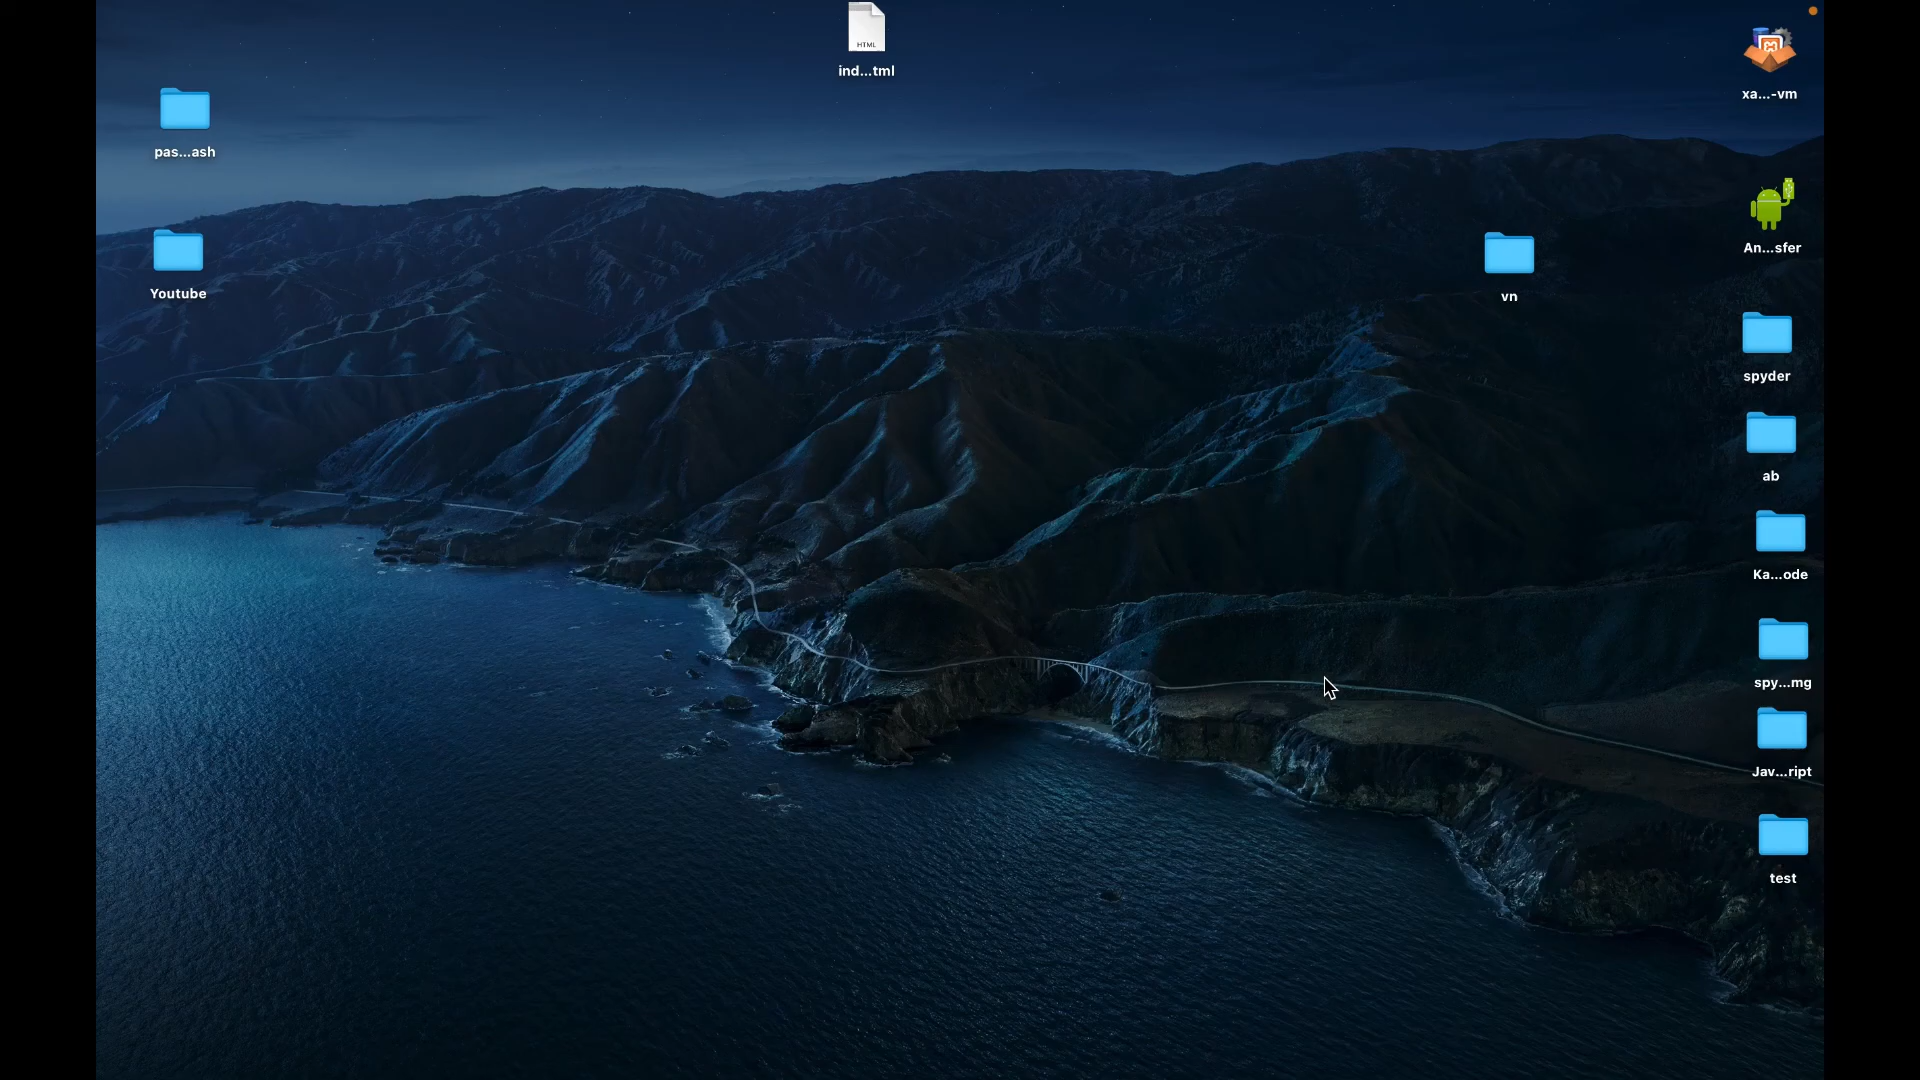 HTML
ind...tml
xa...-vm
pas...ash
An...sfer
Youtube
vn
spyder
ab
Ka...ode
spy...mg
Jav...ript
test